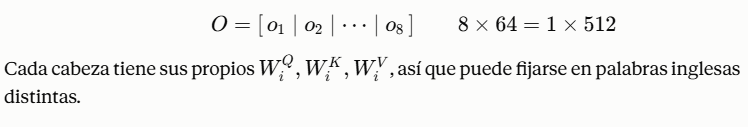 O = [ o₁ | o₂ | ⋯ | o₈ ]    8 × 64 = 1 × 512
Cada cabeza tiene sus propios W_i^Q, W_i^K, W_i^V, así que puede fijarse en palabras inglesas
distintas.